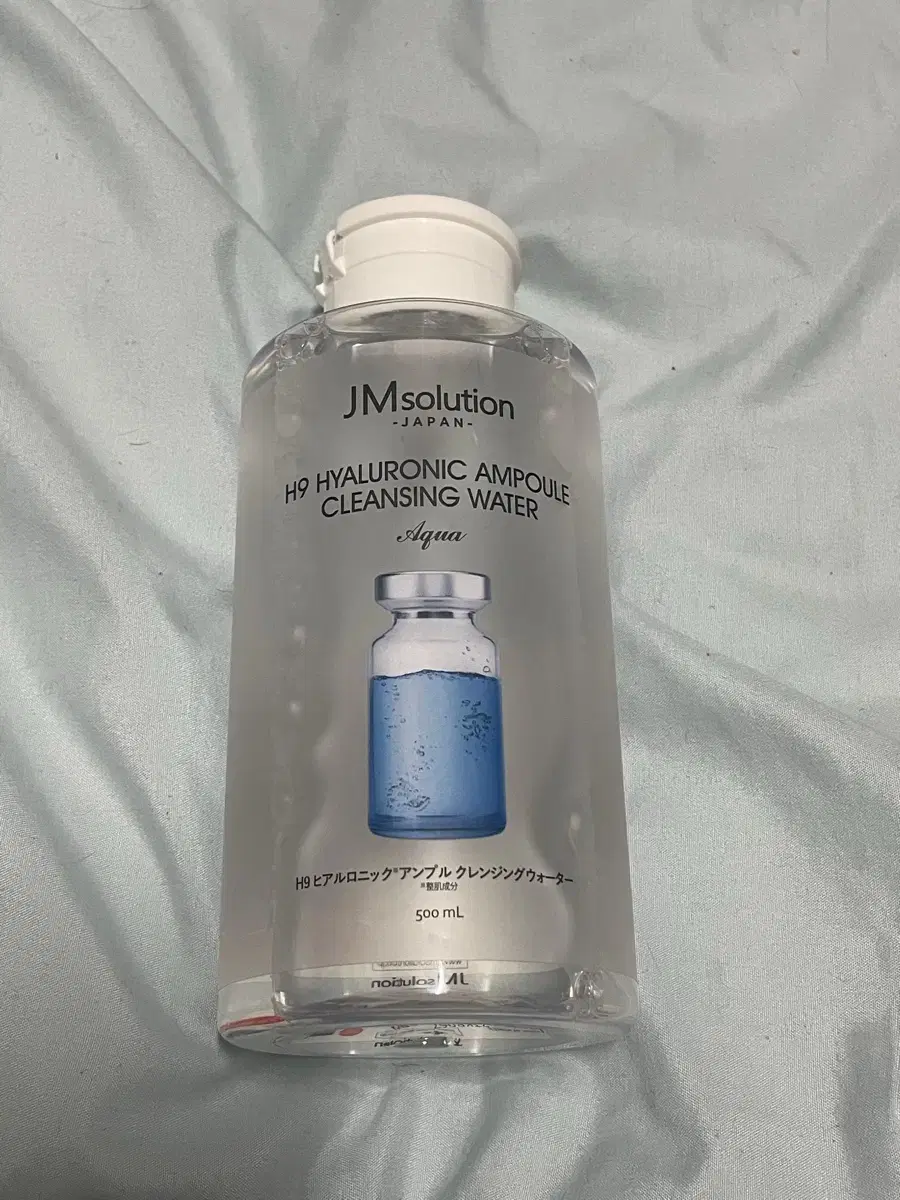 JMsolution
-JAPAN-
H9 HYALURONIC AMPOULE
CLEANSING WATER
Aqua
H9 ヒアルロニック※アンプル クレンジングウォーター
※整肌成分
500 mL
JMsolution